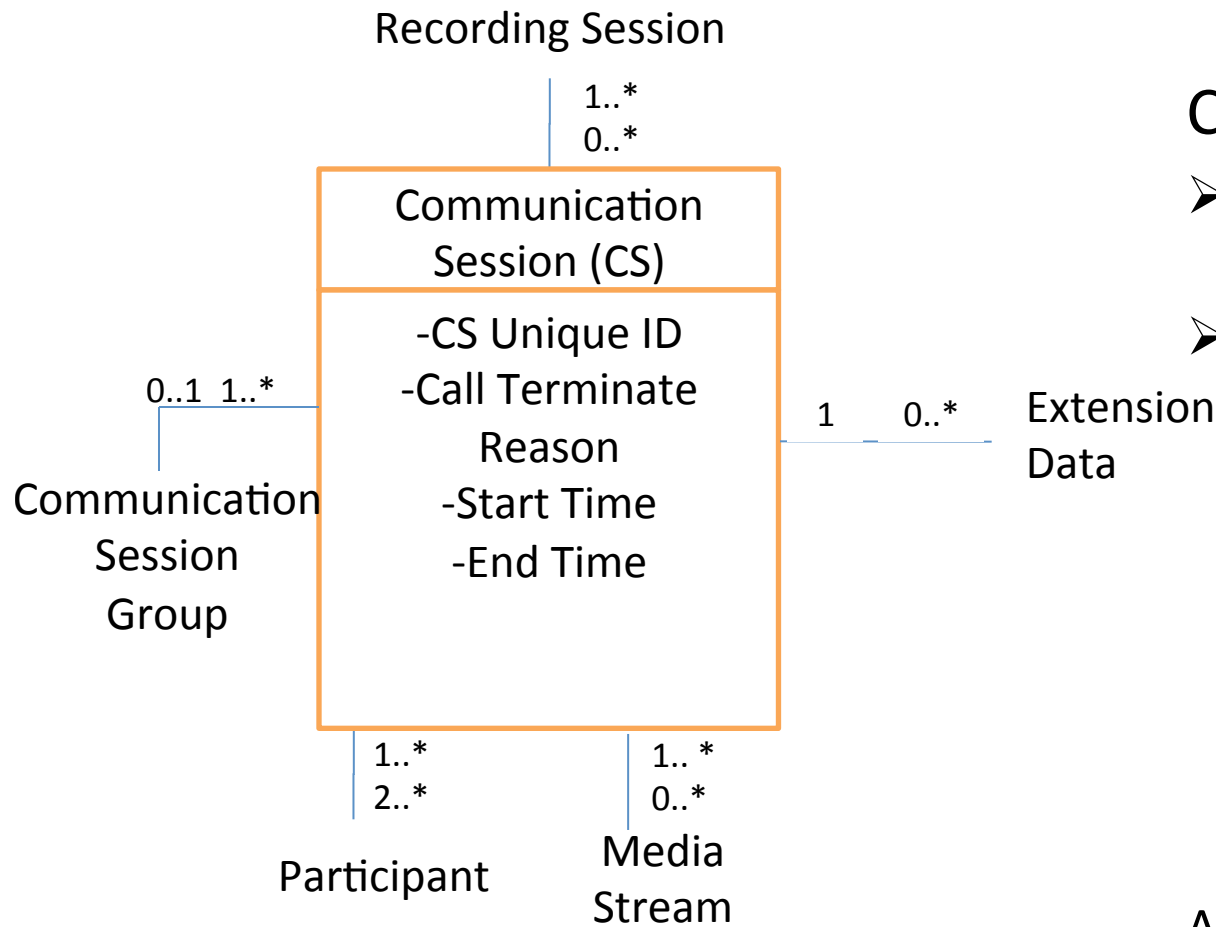 Recording Session
1..*
0..*
C
➢
Communication
Session (CS)
➢
-CS Unique ID
-Call Terminate
Reason
-Start Time
-End Time
0..1 1..*
Communication
Session
Group
1 0..*
Extension
Data
1..*
2..*
Participant
1.. *
0..*
Media
Stream
A